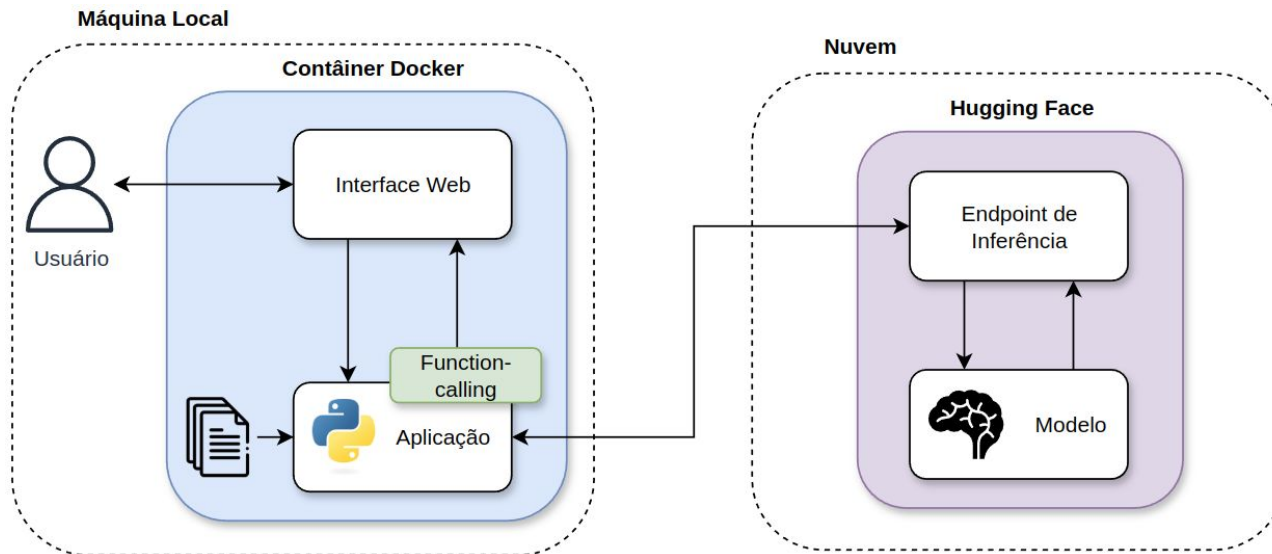 Máquina Local
Contâiner Docker
Interface Web
Usuário
Function-
calling
Aplicação
Nuvem
Hugging Face
Endpoint de
Inferência
Modelo